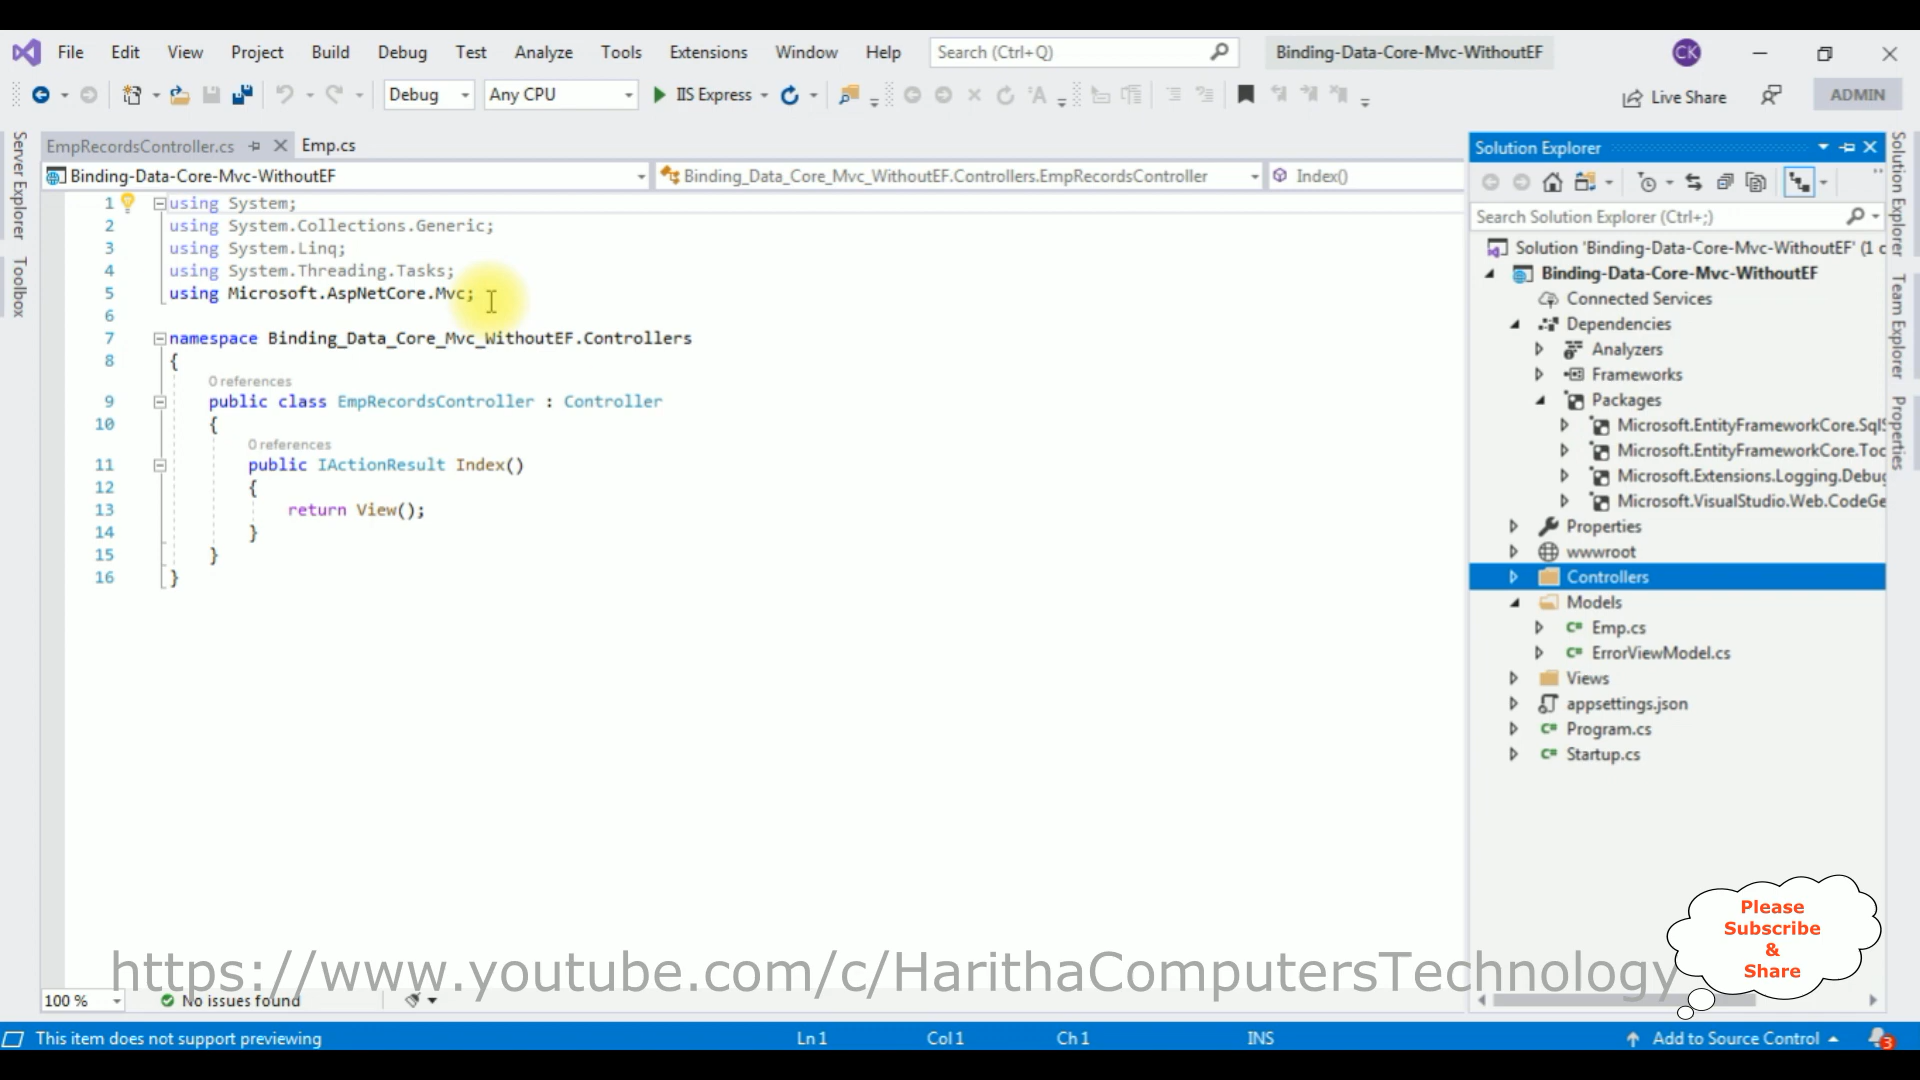 File Edit View Project Build Debug Test Analyze Tools Extensions Window Help Search (Ctrl+Q) Binding-Data-Core-Mvc-WithoutEF CK
Debug Any CPU IIS Express Live Share ADMIN
Server Explorer
Toolbox
EmpRecordsController.cs Emp.cs
Binding-Data-Core-Mvc-WithoutEF Binding_Data_Core_Mvc_WithoutEF.Controllers.EmpRecordsController Index()
1 using System;
2 using System.Collections.Generic;
3 using System.Linq;
4 using System.Threading.Tasks;
5 using Microsoft.AspNetCore.Mvc;
6
7 namespace Binding_Data_Core_Mvc_WithoutEF.Controllers
8 {
0 references
9 public class EmpRecordsController : Controller
10 {
0 references
11 public IActionResult Index()
12 {
13 return View();
14 }
15 }
16 }
Solution Explorer
Search Solution Explorer (Ctrl+;)
Solution 'Binding-Data-Core-Mvc-WithoutEF' (1 c
Binding-Data-Core-Mvc-WithoutEF
Connected Services
Dependencies
Analyzers
Frameworks
Packages
Microsoft.EntityFrameworkCore.SqlS
Microsoft.EntityFrameworkCore.Toc
Microsoft.Extensions.Logging.Debug
Microsoft.VisualStudio.Web.CodeGe
Properties
wwwroot
Controllers
Models
Emp.cs
ErrorViewModel.cs
Views
appsettings.json
Program.cs
Startup.cs
Solution Explorer
Team Explorer
Properties
Please
Subscribe
&
Share
https://www.youtube.com/c/HarithaComputersTechnology
100 % No issues found
This item does not support previewing Ln 1 Col 1 Ch 1 INS Add to Source Control 3